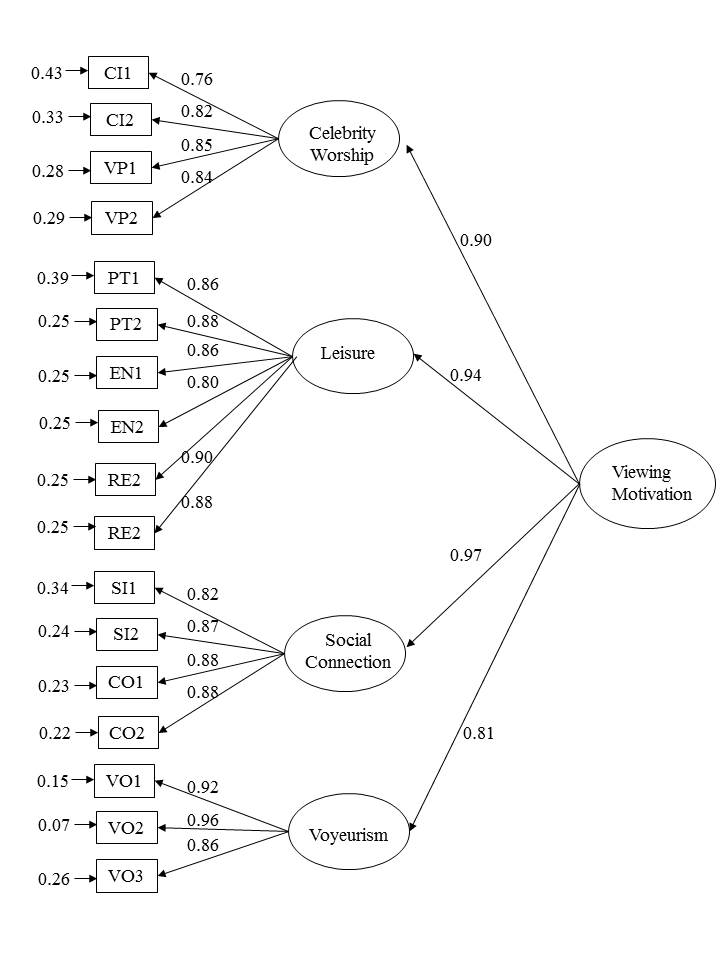 0.43
CI1
0.76
0.33
CI2
0.82
0.28
VP1
0.85
0.29
VP2
0.84
Celebrity
Worship
0.90
0.39
PT1
0.86
0.25
PT2
0.88
0.25
EN1
0.86
0.25
EN2
0.80
0.25
RE2
0.90
0.25
RE2
0.88
Leisure
0.94
Viewing
Motivation
0.34
SI1
0.82
0.24
SI2
0.87
0.23
CO1
0.88
0.22
CO2
0.88
Social
Connection
0.97
0.15
VO1
0.92
0.07
VO2
0.96
0.26
VO3
0.86
Voyeurism
0.81